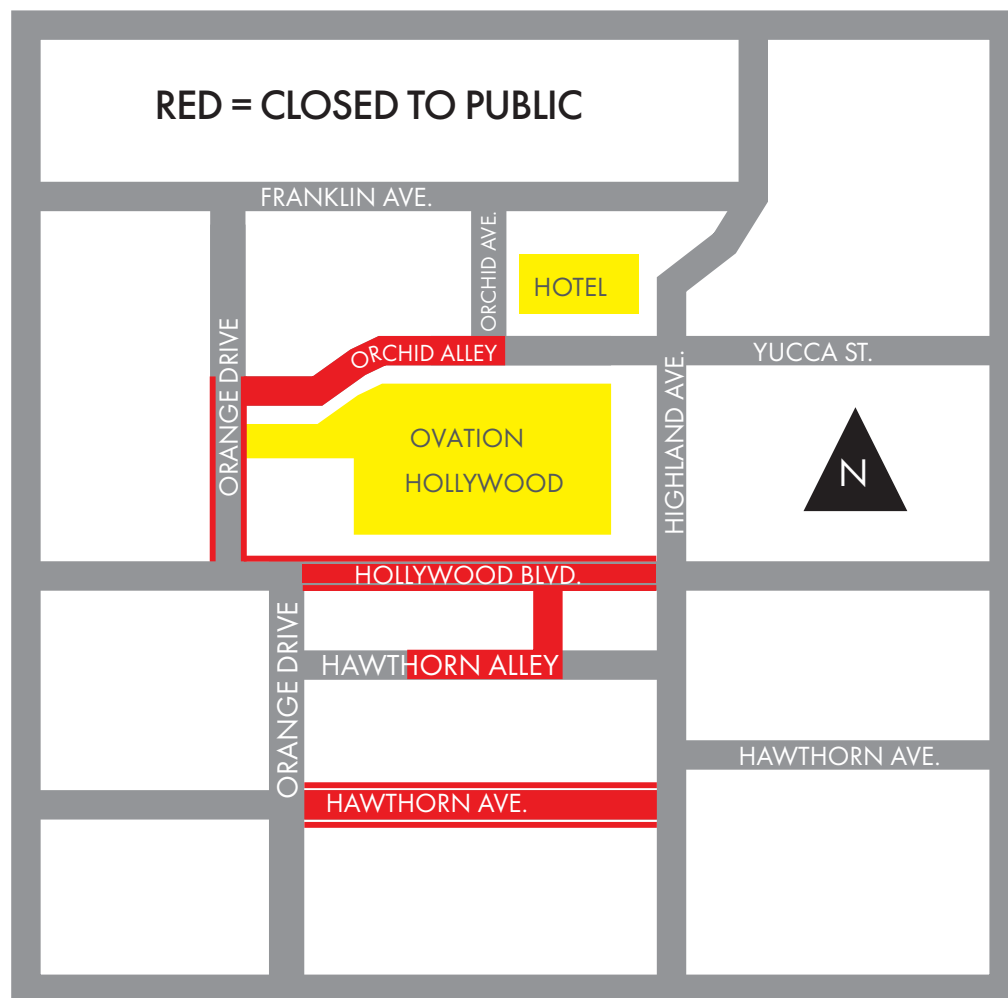 RED = CLOSED TO PUBLIC
FRANKLIN AVE.
ORCHID AVE.
HOTEL
ORANGE DRIVE
ORCHID ALLEY
YUCCA ST.
HIGHLAND AVE.
OVATION
HOLLYWOOD
N
HOLLYWOOD BLVD.
ORANGE DRIVE
HAWTHORN ALLEY
HAWTHORN AVE.
HAWTHORN AVE.